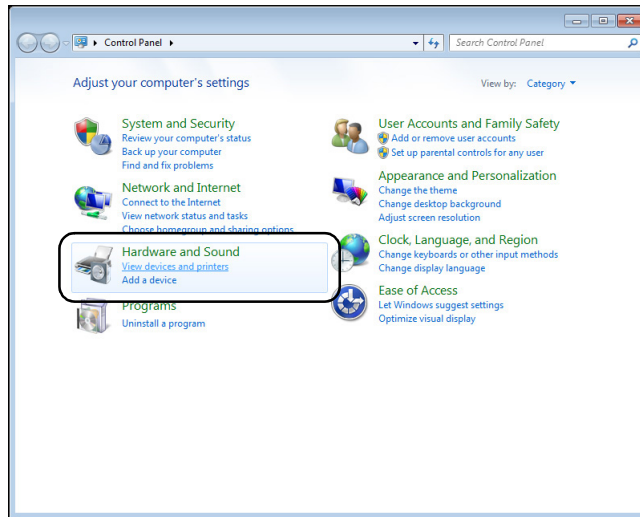 Control Panel
Search Control Panel
Adjust your computer's settings
View by: Category
System and Security
Review your computer's status
Back up your computer
Find and fix problems
Network and Internet
Connect to the Internet
View network status and tasks
Choose homegroup and sharing options
Hardware and Sound
View devices and printers
Add a device
Programs
Uninstall a program
User Accounts and Family Safety
Add or remove user accounts
Set up parental controls for any user
Appearance and Personalization
Change the theme
Change desktop background
Adjust screen resolution
Clock, Language, and Region
Change keyboards or other input methods
Change display language
Ease of Access
Let Windows suggest settings
Optimize visual display